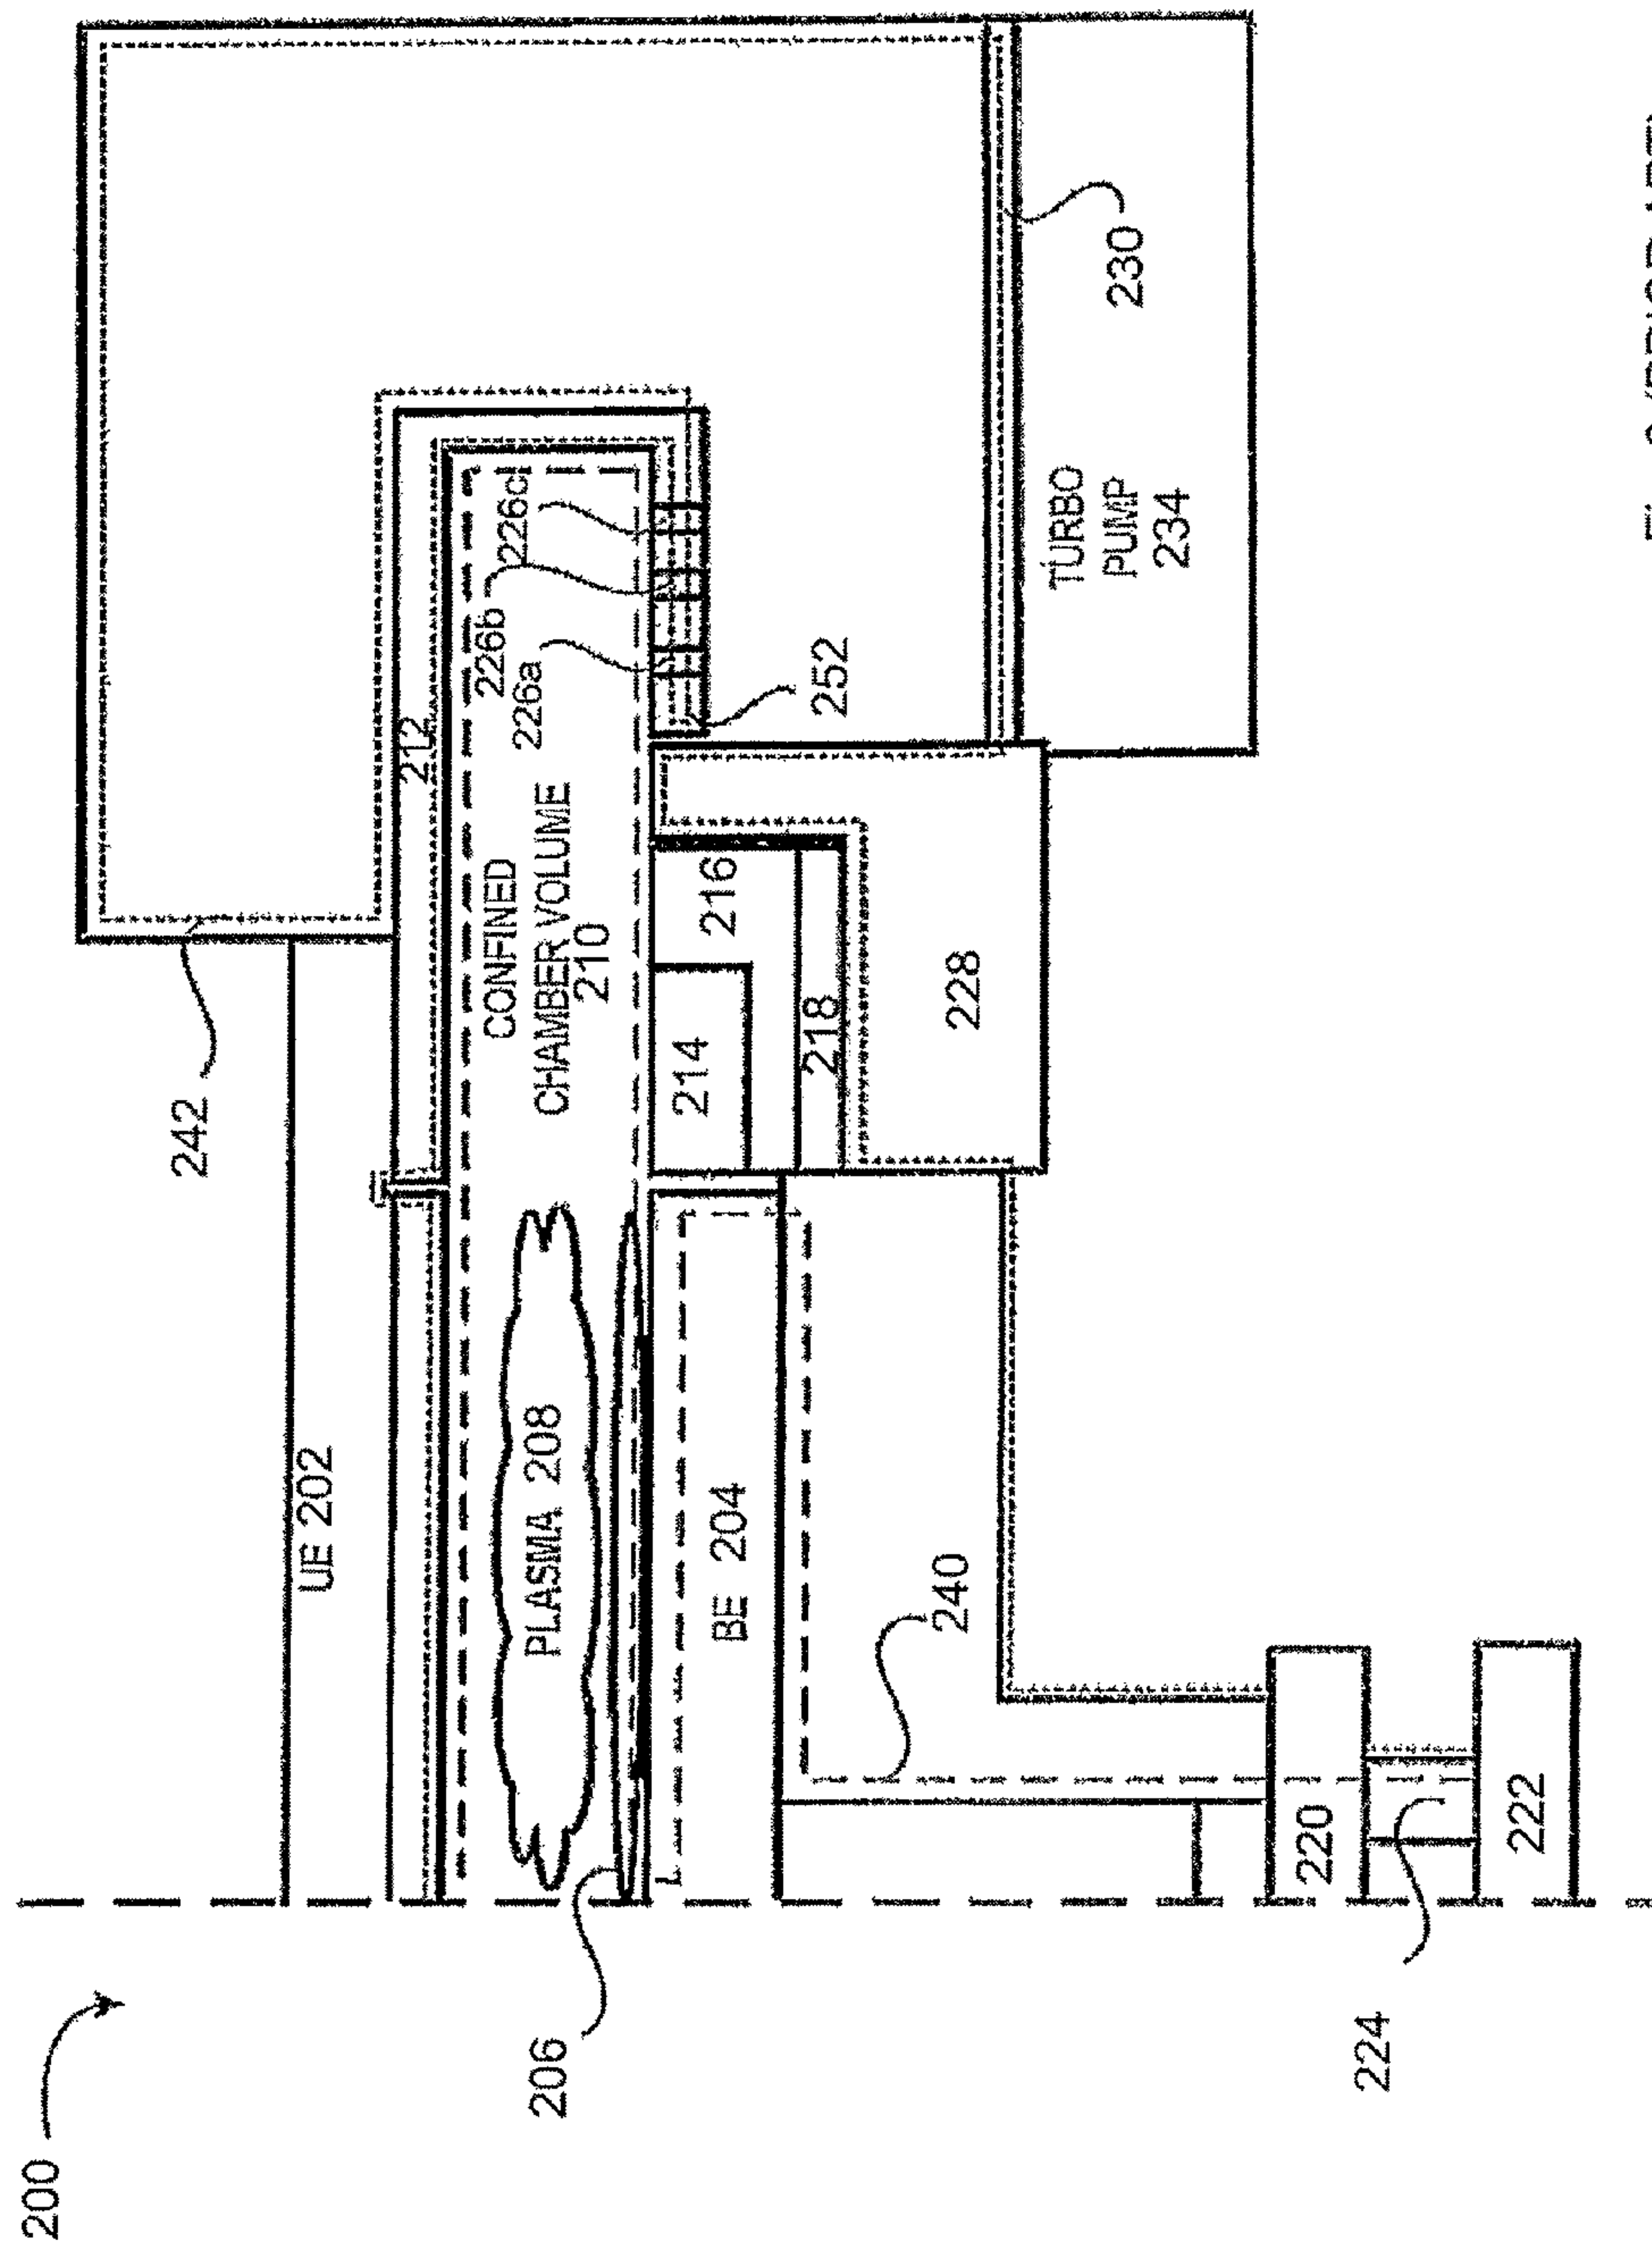 200
242
UE 202
212
CONFINED
CHAMBER VOLUME
210
226b
226c
226a
PLASMA 208
206
252
214
216
218
BE 204
228
240
230
TURBO
PUMP
234
220
222
224